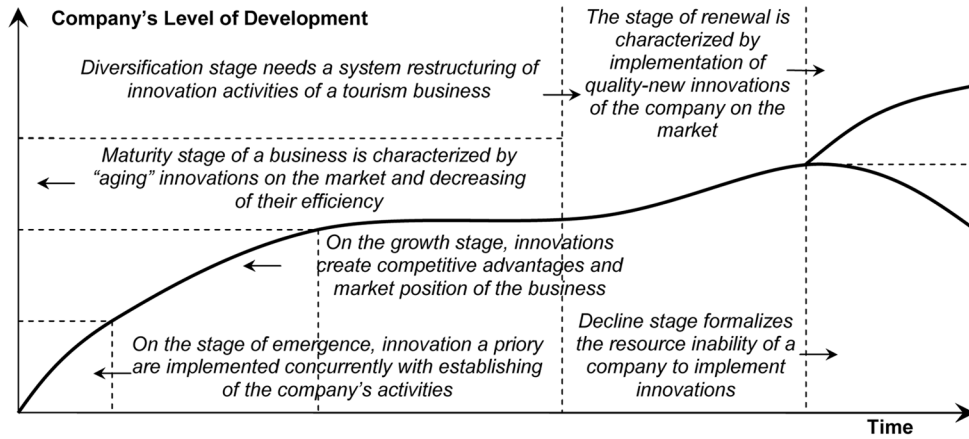 Company's Level of Development
Diversification stage needs a system restructuring of
innovation activities of a tourism business
The stage of renewal is
characterized by
implementation of
quality-new innovations
of the company on the
market
Maturity stage of a business is characterized by
“aging” innovations on the market and decreasing
of their efficiency
On the growth stage, innovations
create competitive advantages and
market position of the business
On the stage of emergence, innovation a priory
are implemented concurrently with establishing
of the company's activities
Decline stage formalizes
the resource inability of a
company to implement
innovations
Time